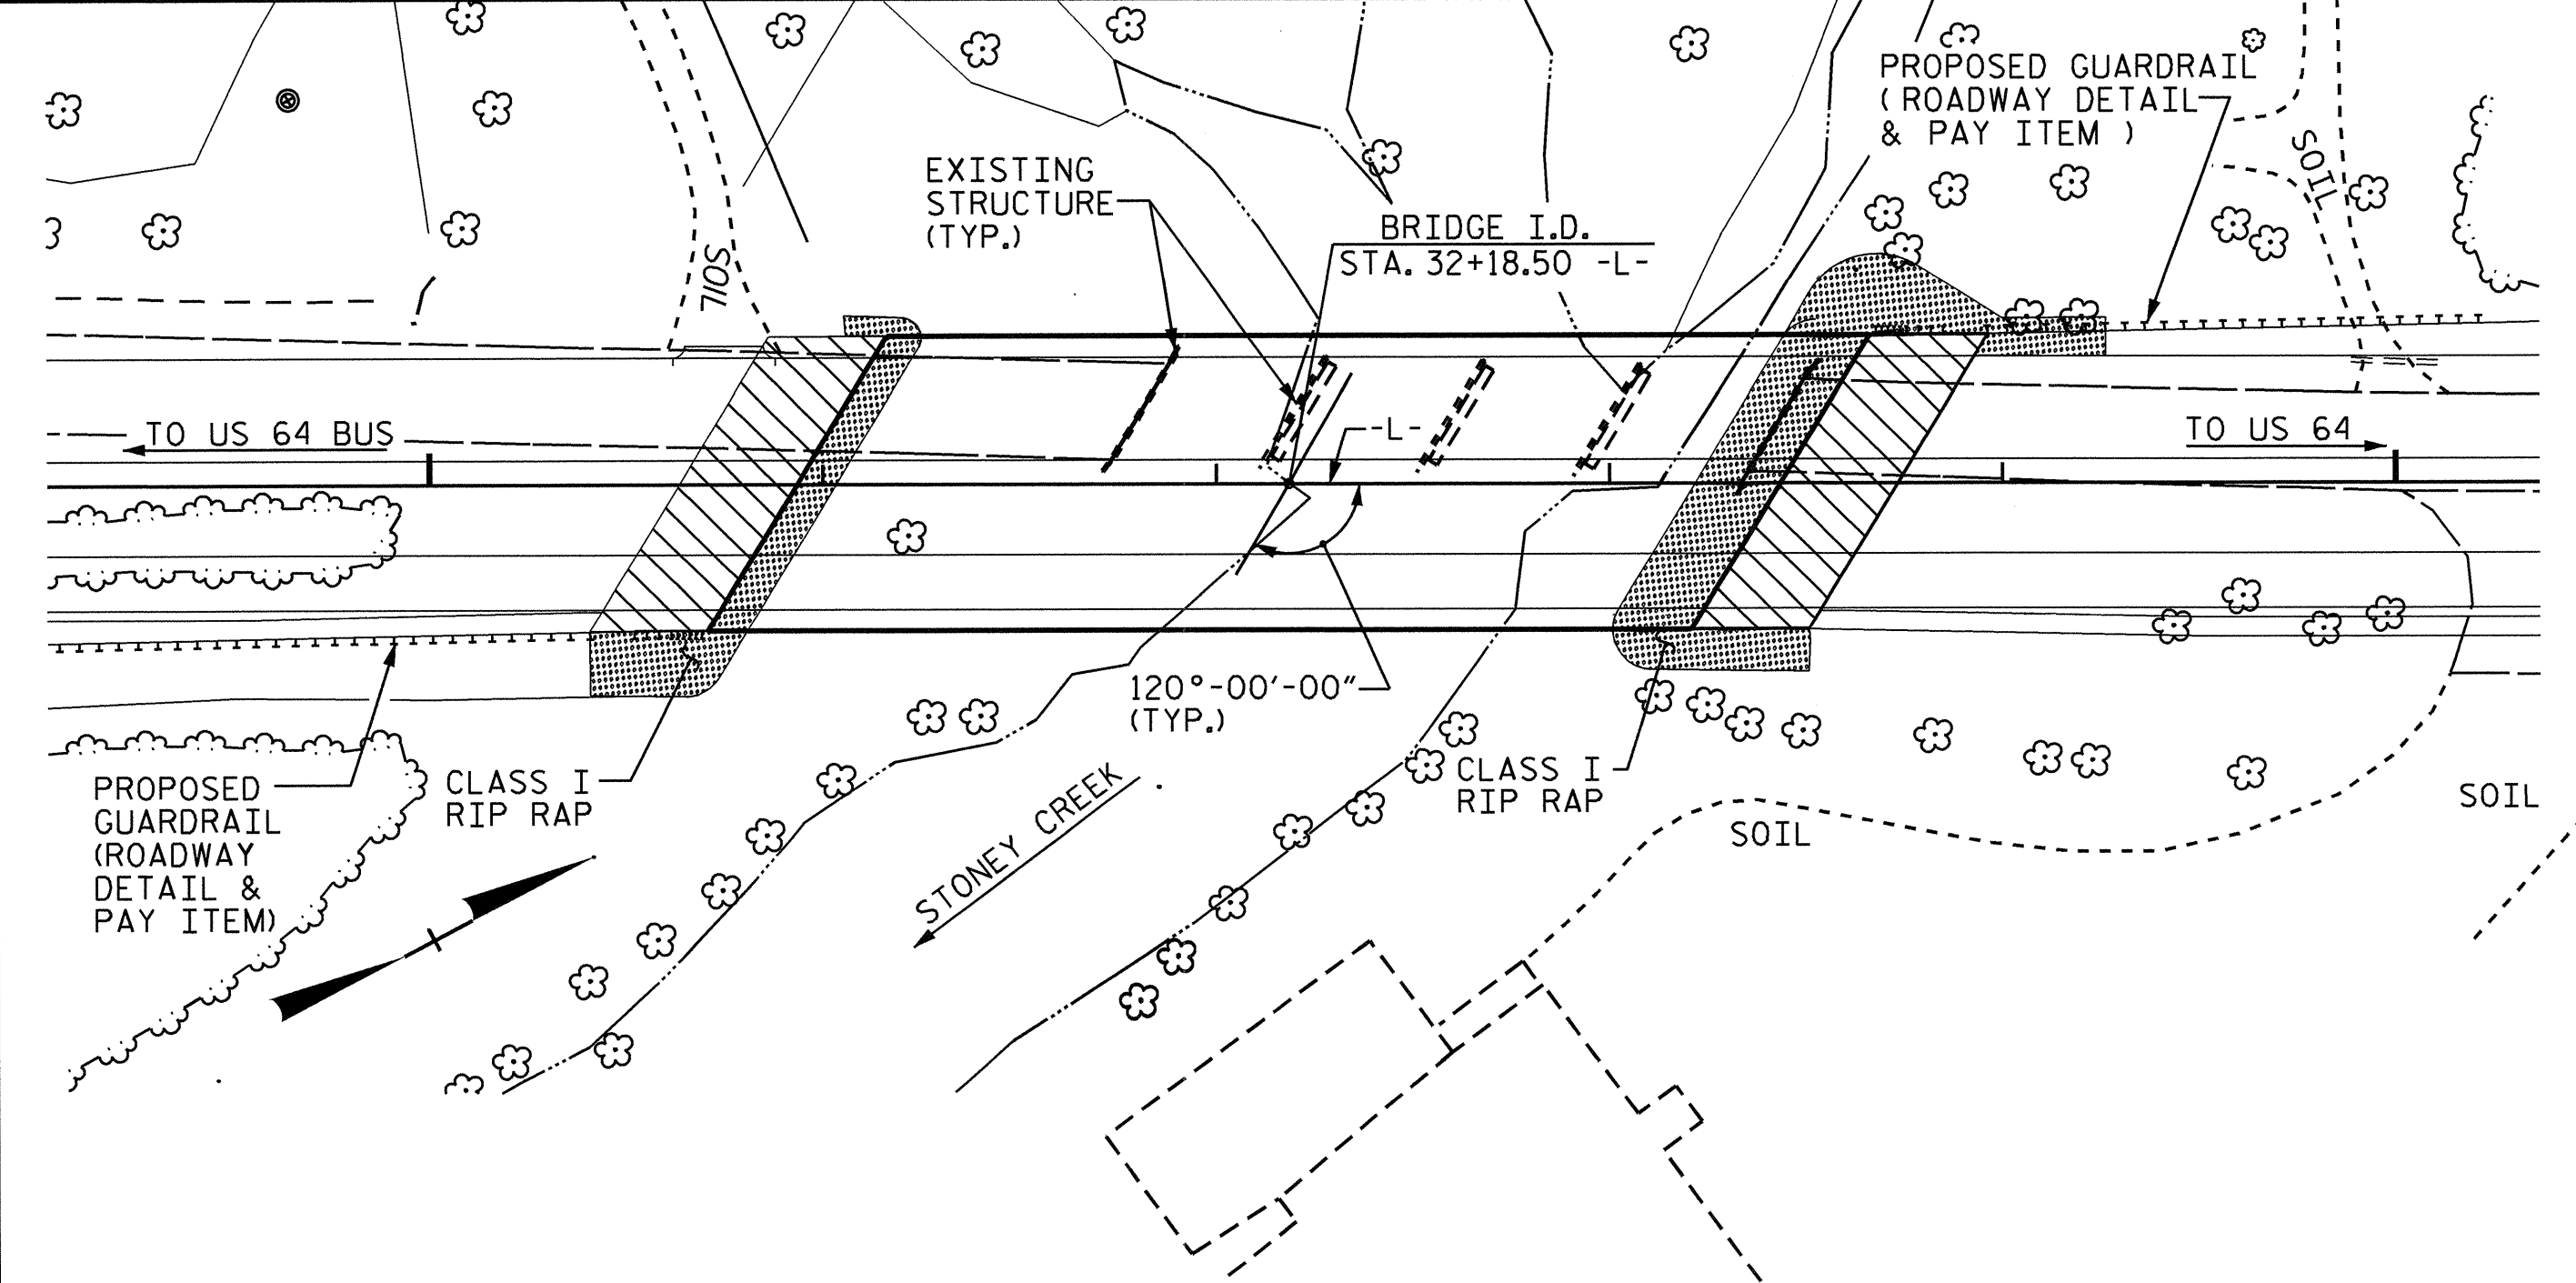 PROPOSED GUARDRAIL
( ROADWAY DETAIL
& PAY ITEM )
SOIL
EXISTING
STRUCTURE
(TYP.)
BRIDGE I.D.
STA. 32+18.50 -L-
SOIL
TO US 64 BUS
-L-
TO US 64
120°-00'-00"
(TYP.)
PROPOSED
GUARDRAIL
(ROADWAY
DETAIL &
PAY ITEM)
CLASS I
RIP RAP
STONEY CREEK
CLASS I
RIP RAP
SOIL
SOIL